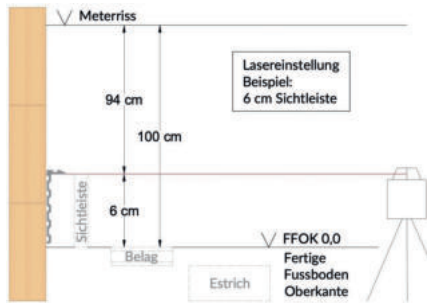 Meterriss
Lasereinstellung
Beispiel:
6 cm Sichtleiste
94 cm
100 cm
6 cm
Sichtleiste
FFOK 0,0
Belag
Fertige
Fussboden
Oberkante
Estrich